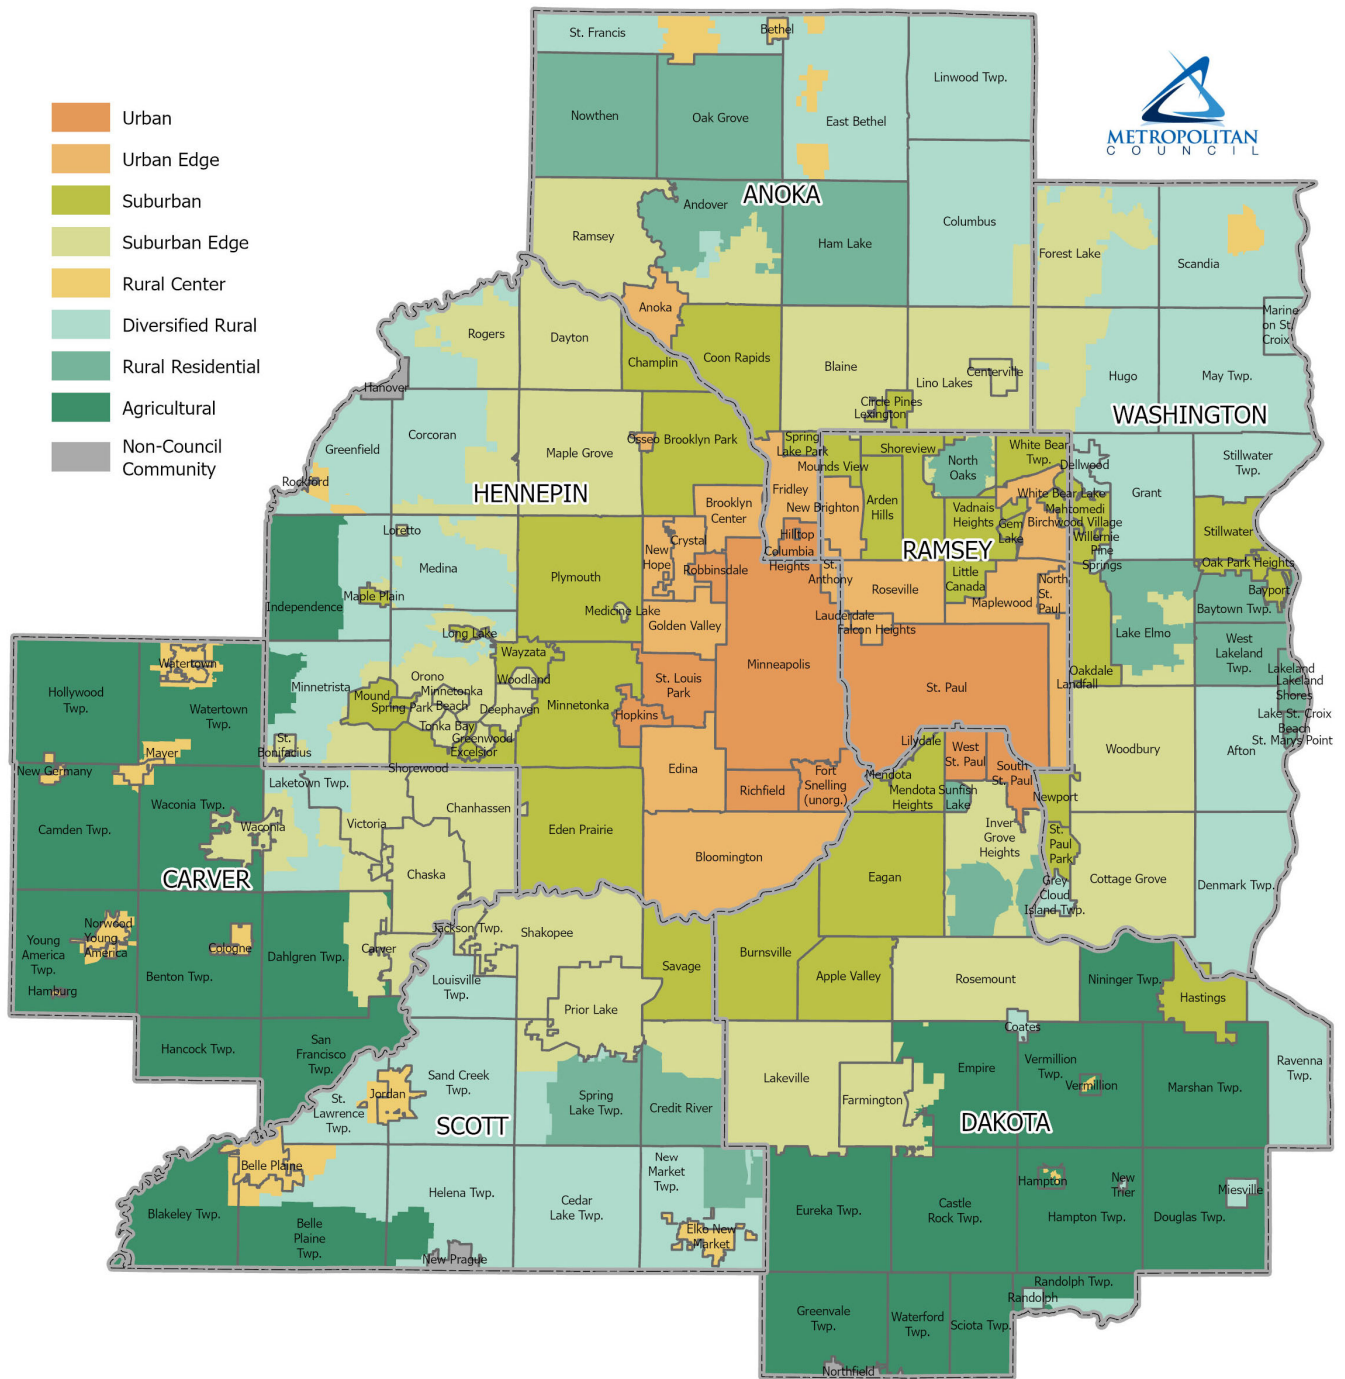 St. Francis
Bethel
Linwood Twp.
Nowthen
Oak Grove
East Bethel
METROPOLITAN
COUNCIL
Urban
Urban Edge
Suburban
Suburban Edge
Rural Center
Diversified Rural
Rural Residential
Agricultural
Non-Council
Community
ANOKA
Andover
Ramsey
Ham Lake
Columbus
Forest Lake
Scandia
Anoka
Marine
on St.
Croix
Rogers
Dayton
Champlin
Coon Rapids
Blaine
Lino Lakes
Centerville
Hugo
May Twp.
Hanover
Circle Pines
Lexington
WASHINGTON
Greenfield
Corcoran
Maple Grove
Osseo
Brooklyn Park
Spring
Lake Park
Mounds View
Shoreview
North
Oaks
White Bear
Twp.
Dellwood
Stillwater
Twp.
Rockford
HENNEPIN
Brooklyn
Center
Fridley
New Brighton
Arden
Hills
Vadnais
Heights
Gem
Lake
White Bear Lake
Mahtomedi
Birchwood Village
Willernie
Pine
Springs
Grant
Stillwater
Oak Park Heights
Bayport
Loretto
Medina
Plymouth
New
Hope
Crystal
Robbinsdale
Hilltop
Columbia
Heights
St.
Anthony
RAMSEY
Roseville
Little
Canada
Maplewood
North
St.
Paul
Lake Elmo
Baytown Twp.
Independence
Maple Plain
Medicine Lake
Golden Valley
Lauderdale
Falcon Heights
West
Lakeland
Twp.
Long Lake
Wayzata
Woodland
Minneapolis
St. Paul
Oakdale
Landfall
Lakeland
Lakeland
Shores
Lake St. Croix
Beach
St. Marys Point
Hollywood
Twp.
Watertown
Watertown
Twp.
Minnetrista
Mound
Spring Park
Orono
Minnetonka
Beach
Deephaven
Tonka Bay
Greenwood
Excelsior
Minnetonka
St. Louis
Park
Hopkins
Edina
Lilydale
West
St. Paul
South
St. Paul
Woodbury
Afton
Mayer
New Germany
St.
Bonifacius
Shorewood
Laketown Twp.
Chanhassen
Richfield
Fort
Snelling
(unorg.)
Mendota
Mendota
Heights
Sunfish
Lake
Newport
Camden Twp.
Waconia Twp.
Waconia
Victoria
Chaska
Eden Prairie
Bloomington
Inver
Grove
Heights
St.
Paul
Park
CARVER
Eagan
Grey
Cloud
Island Twp.
Cottage Grove
Denmark Twp.
Norwood
Young
America
Young
America
Twp.
Hamburg
Cologne
Benton Twp.
Dahlgren Twp.
Carver
Jackson Twp.
Shakopee
Louisville
Twp.
Prior Lake
Savage
Burnsville
Apple Valley
Rosemount
Nininger Twp.
Hastings
Hancock Twp.
San
Francisco
Twp.
Coates
Ravenna
Twp.
St.
Lawrence
Twp.
Jordan
Sand Creek
Twp.
Spring
Lake Twp.
Credit River
Lakeville
Farmington
Empire
Vermillion
Twp.
Vermillion
Marshan Twp.
SCOTT
DAKOTA
Belle Plaine
Blakeley Twp.
Belle
Plaine
Twp.
Helena Twp.
New Prague
Cedar
Lake Twp.
New
Market
Twp.
Elko New
Market
Eureka Twp.
Castle
Rock Twp.
Hampton
Hampton Twp.
New
Trier
Douglas Twp.
Miesville
Greenvale
Twp.
Waterford
Twp.
Sciota Twp.
Randolph Twp.
Randolph
Northfield